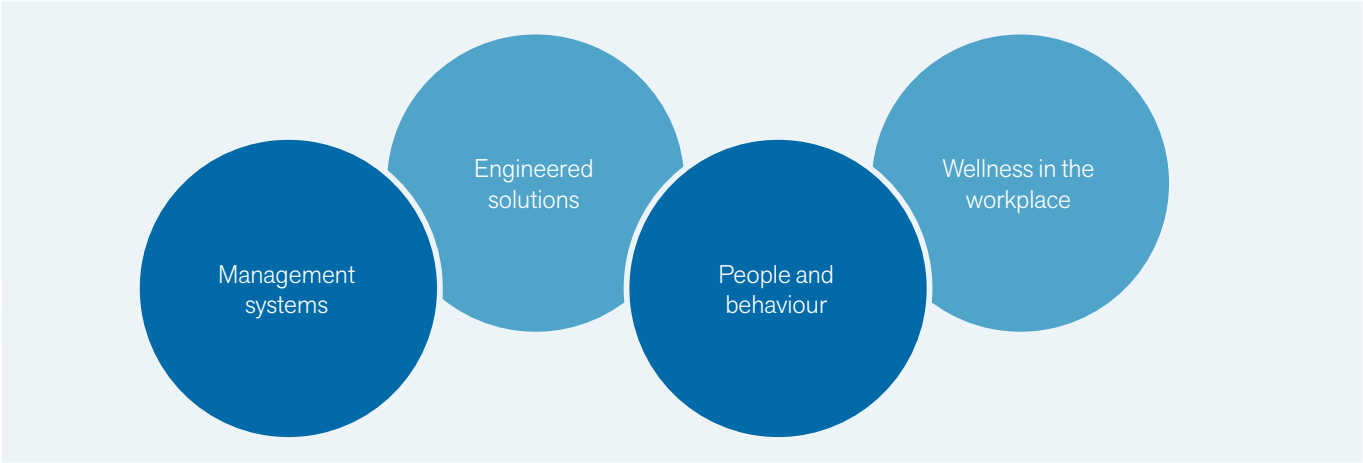 Management
systems
Engineered
solutions
People and
behaviour
Wellness in the
workplace